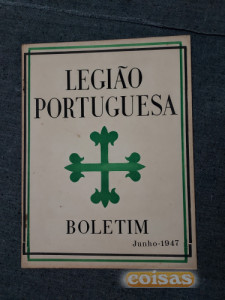 LEGIÃO
PORTUGUESA
BOLETIM
Junho-1947
coisas